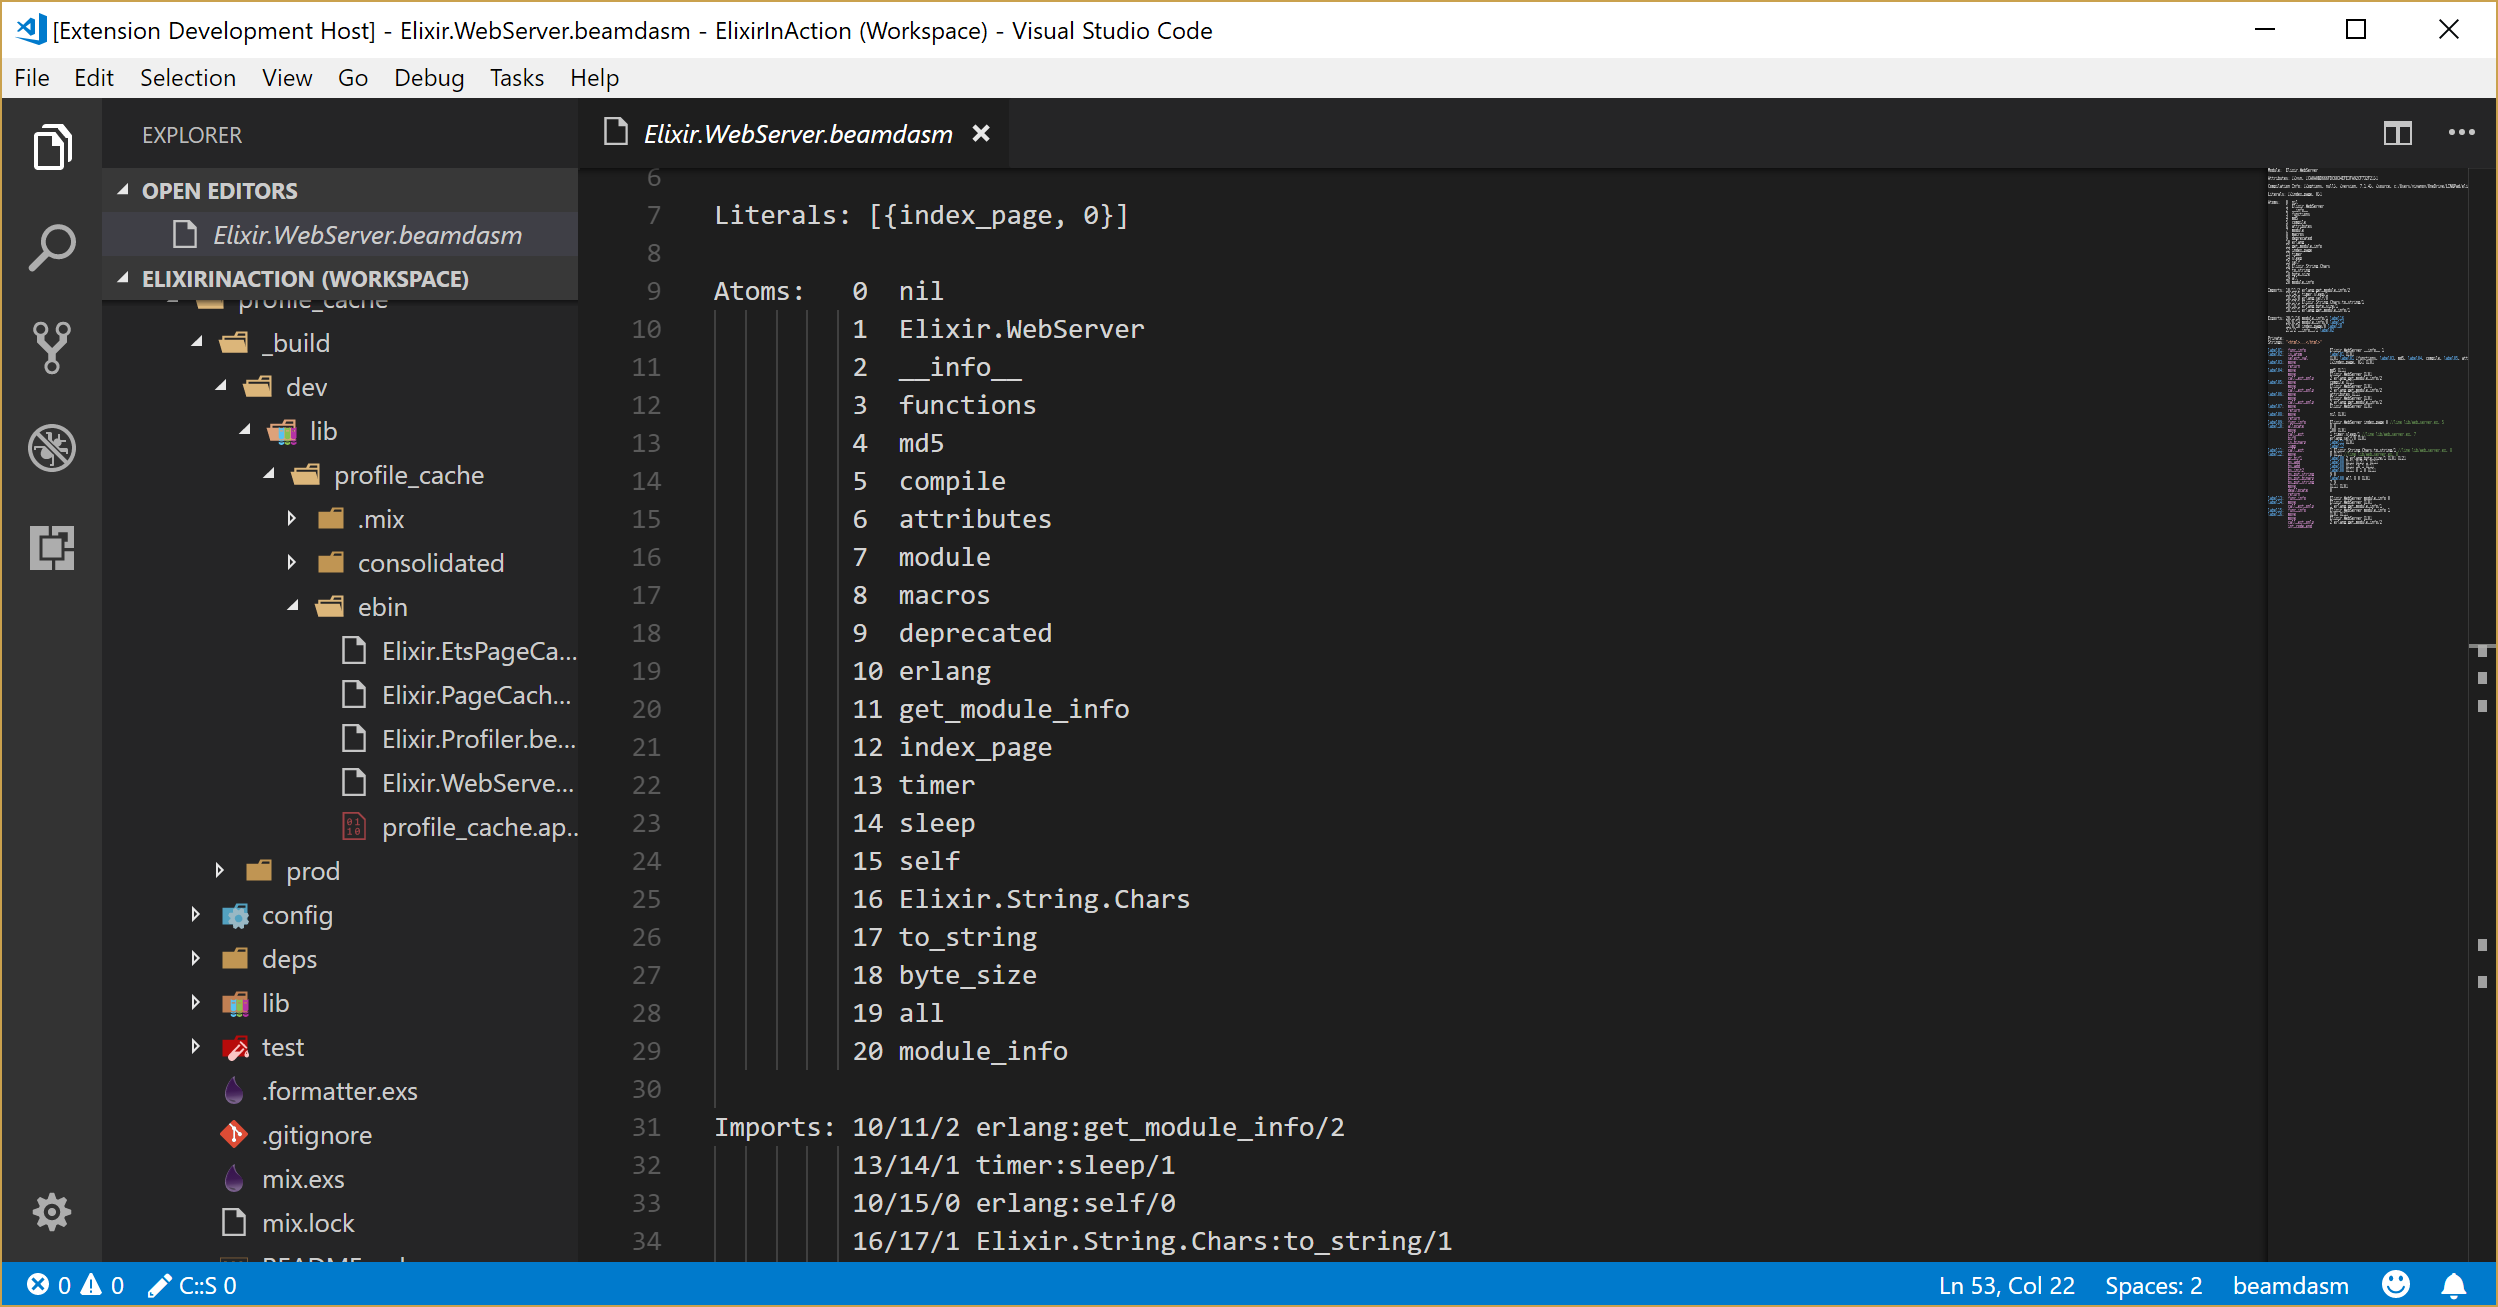 [Extension Development Host] - Elixir.WebServer.beamdasm - ElixirInAction (Workspace) - Visual Studio Code
File Edit Selection View Go Debug Tasks Help
EXPLORER
OPEN EDITORS
Elixir.WebServer.beamdasm
ELIXIRINACTION (WORKSPACE)
profile_cache
_build
dev
lib
profile_cache
.mix
consolidated
ebin
Elixir.EtsPageCa...
Elixir.PageCach...
Elixir.Profiler.be...
Elixir.WebServe...
profile_cache.ap...
prod
config
deps
lib
test
.formatter.exs
.gitignore
mix.exs
mix.lock
Elixir.WebServer.beamdasm
6
7 Literals: [{index_page, 0}]
8
9 Atoms: 0 nil
10 1 Elixir.WebServer
11 2 __info__
12 3 functions
13 4 md5
14 5 compile
15 6 attributes
16 7 module
17 8 macros
18 9 deprecated
19 10 erlang
20 11 get_module_info
21 12 index_page
22 13 timer
23 14 sleep
24 15 self
25 16 Elixir.String.Chars
26 17 to_string
27 18 byte_size
28 19 all
29 20 module_info
30
31 Imports: 10/11/2 erlang:get_module_info/2
32 13/14/1 timer:sleep/1
33 10/15/0 erlang:self/0
34 16/17/1 Elixir.String.Chars:to_string/1
0 0 C::S 0 Ln 53, Col 22 Spaces: 2 beamdasm